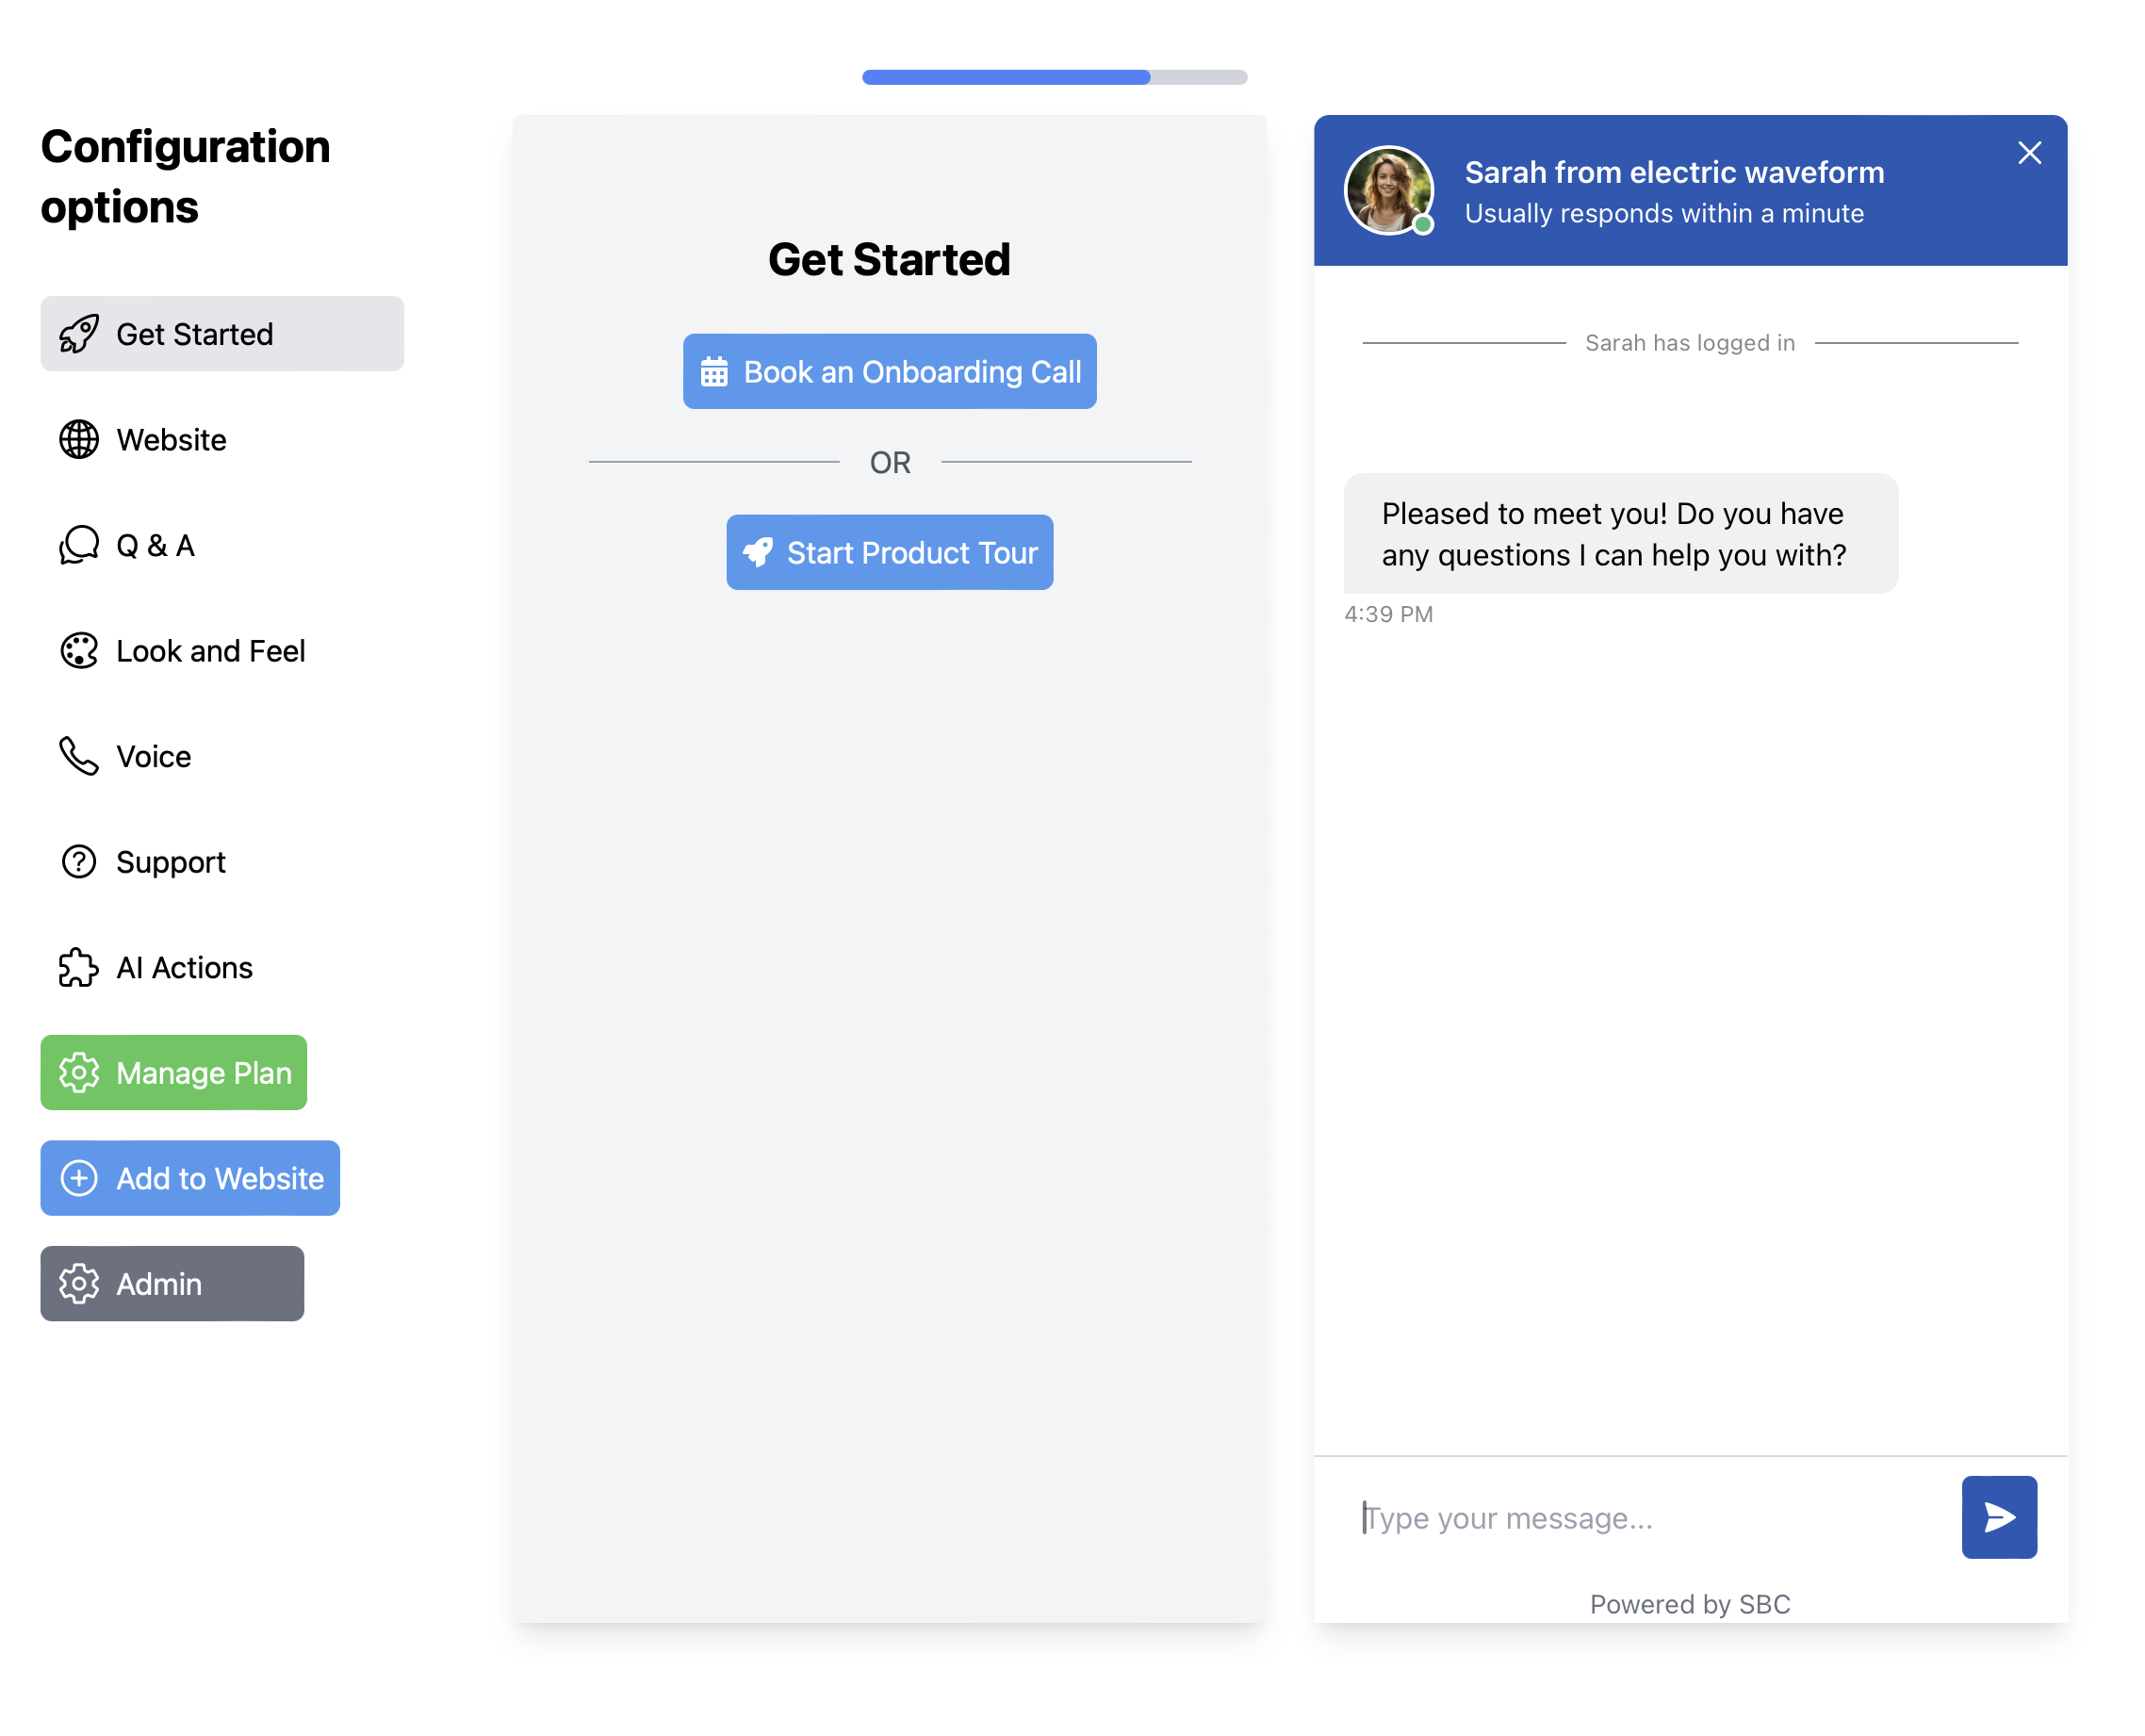 Configuration
options
Get Started
Website
Q & A
Look and Feel
Voice
Support
AI Actions
Manage Plan
Add to Website
Admin
Get Started
Book an Onboarding Call
OR
Start Product Tour
Sarah from electric waveform
Usually responds within a minute
Sarah has logged in
Pleased to meet you! Do you have
any questions I can help you with?
4:39 PM
Type your message...
Powered by SBC